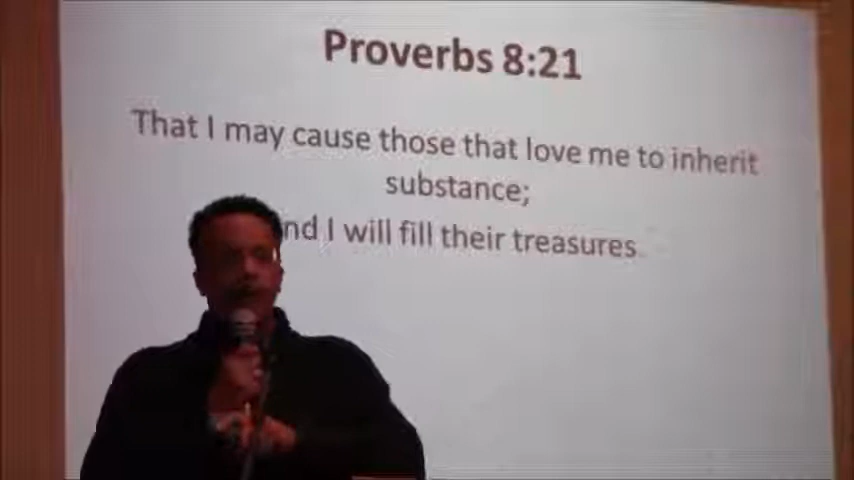 Proverbs 8:21
That I may cause those that love me to inherit
substance;
nd I will fill their treasures.